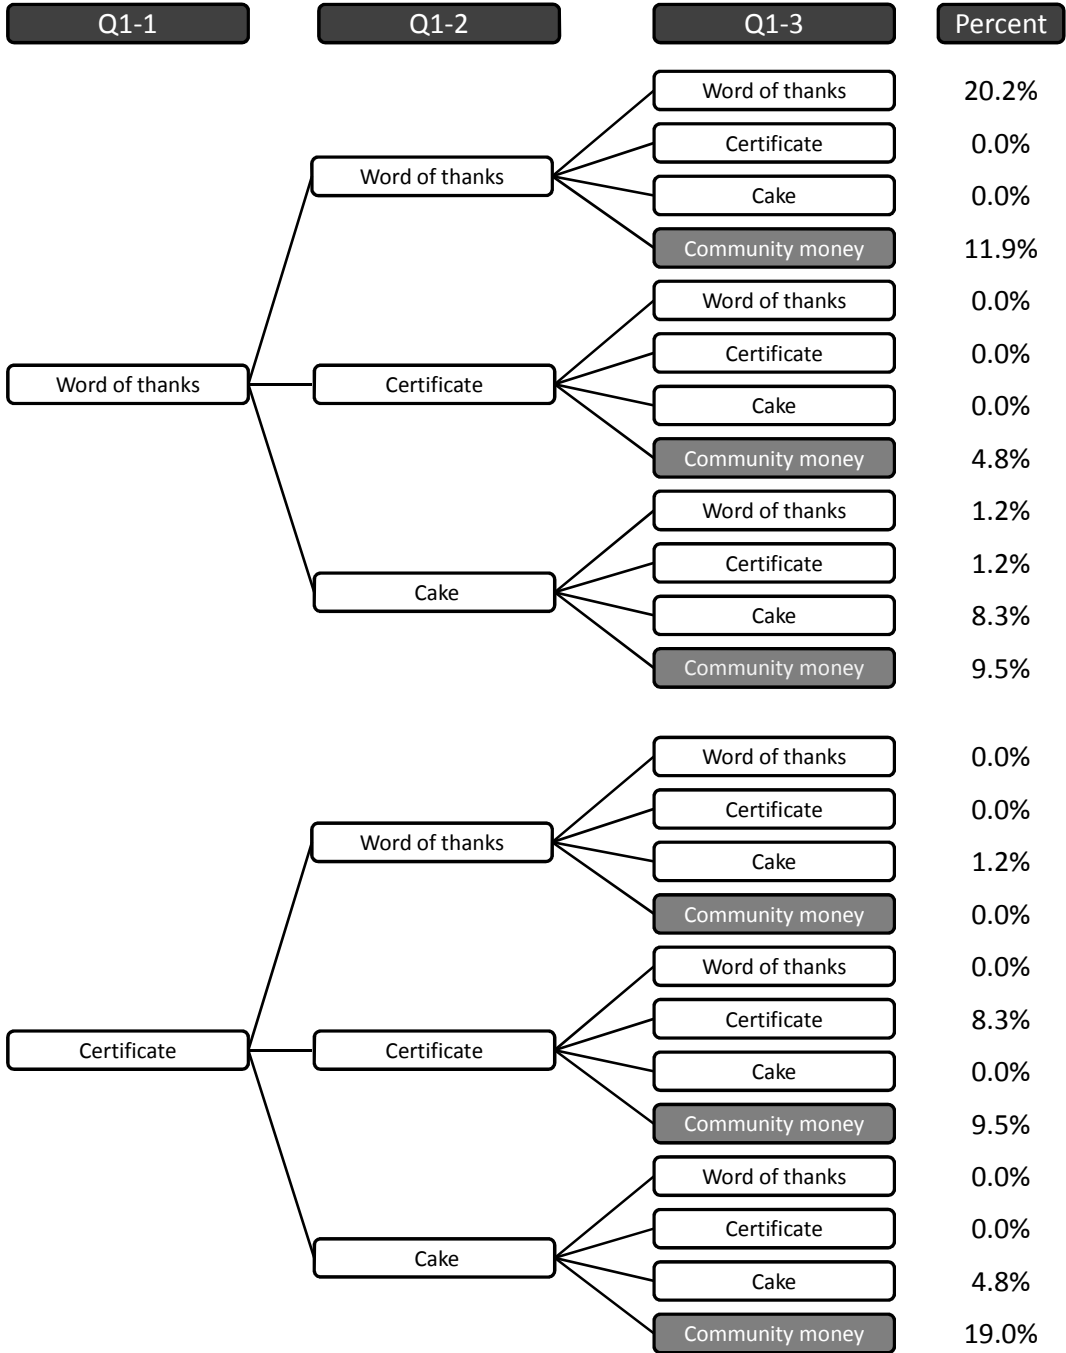 Q1-1 Q1-2 Q1-3 Percent
Word of thanks 20.2%
Certificate 0.0%
Word of thanks
Cake 0.0%
Community money 11.9%
Word of thanks 0.0%
Certificate 0.0%
Word of thanks Certificate
Cake 0.0%
Community money 4.8%
Word of thanks 1.2%
Certificate 1.2%
Cake
Cake 8.3%
Community money 9.5%
Word of thanks 0.0%
Certificate 0.0%
Word of thanks
Cake 1.2%
Community money 0.0%
Word of thanks 0.0%
Certificate 8.3%
Certificate Certificate
Cake 0.0%
Community money 9.5%
Word of thanks 0.0%
Certificate 0.0%
Cake
Cake 4.8%
Community money 19.0%